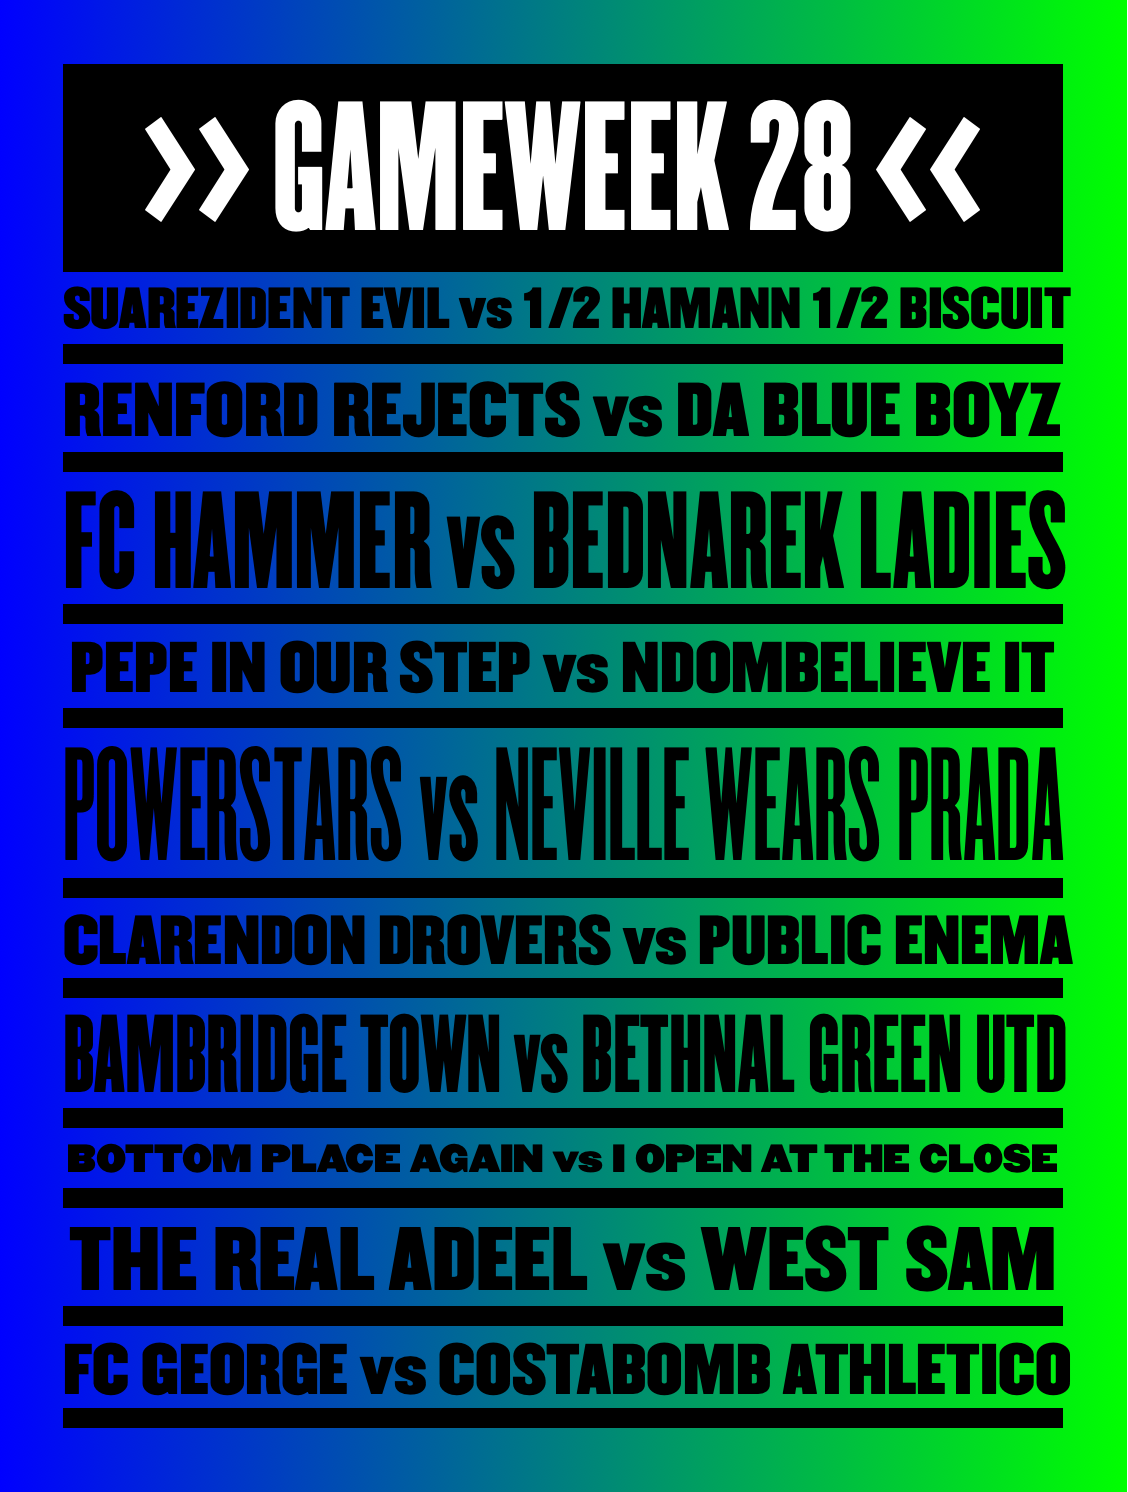 >> GAMEWEEK 28 <<
SUAREZIDENT EVIL vs 1/2 HAMANN 1/2 BISCUIT
RENFORD REJECTS vs DA BLUE BOYZ
FC HAMMER vs BEDNAREK LADIES
PEPE IN OUR STEP vs NDOMBELIEVE IT
POWERSTARS vs NEVILLE WEARS PRADA
CLARENDON DROVERS vs PUBLIC ENEMA
BAMBRIDGE TOWN vs BETHNAL GREEN UTD
BOTTOM PLACE AGAIN vs I OPEN AT THE CLOSE
THE REAL ADEEL vs WEST SAM
FC GEORGE vs COSTABOMB ATHLETICO